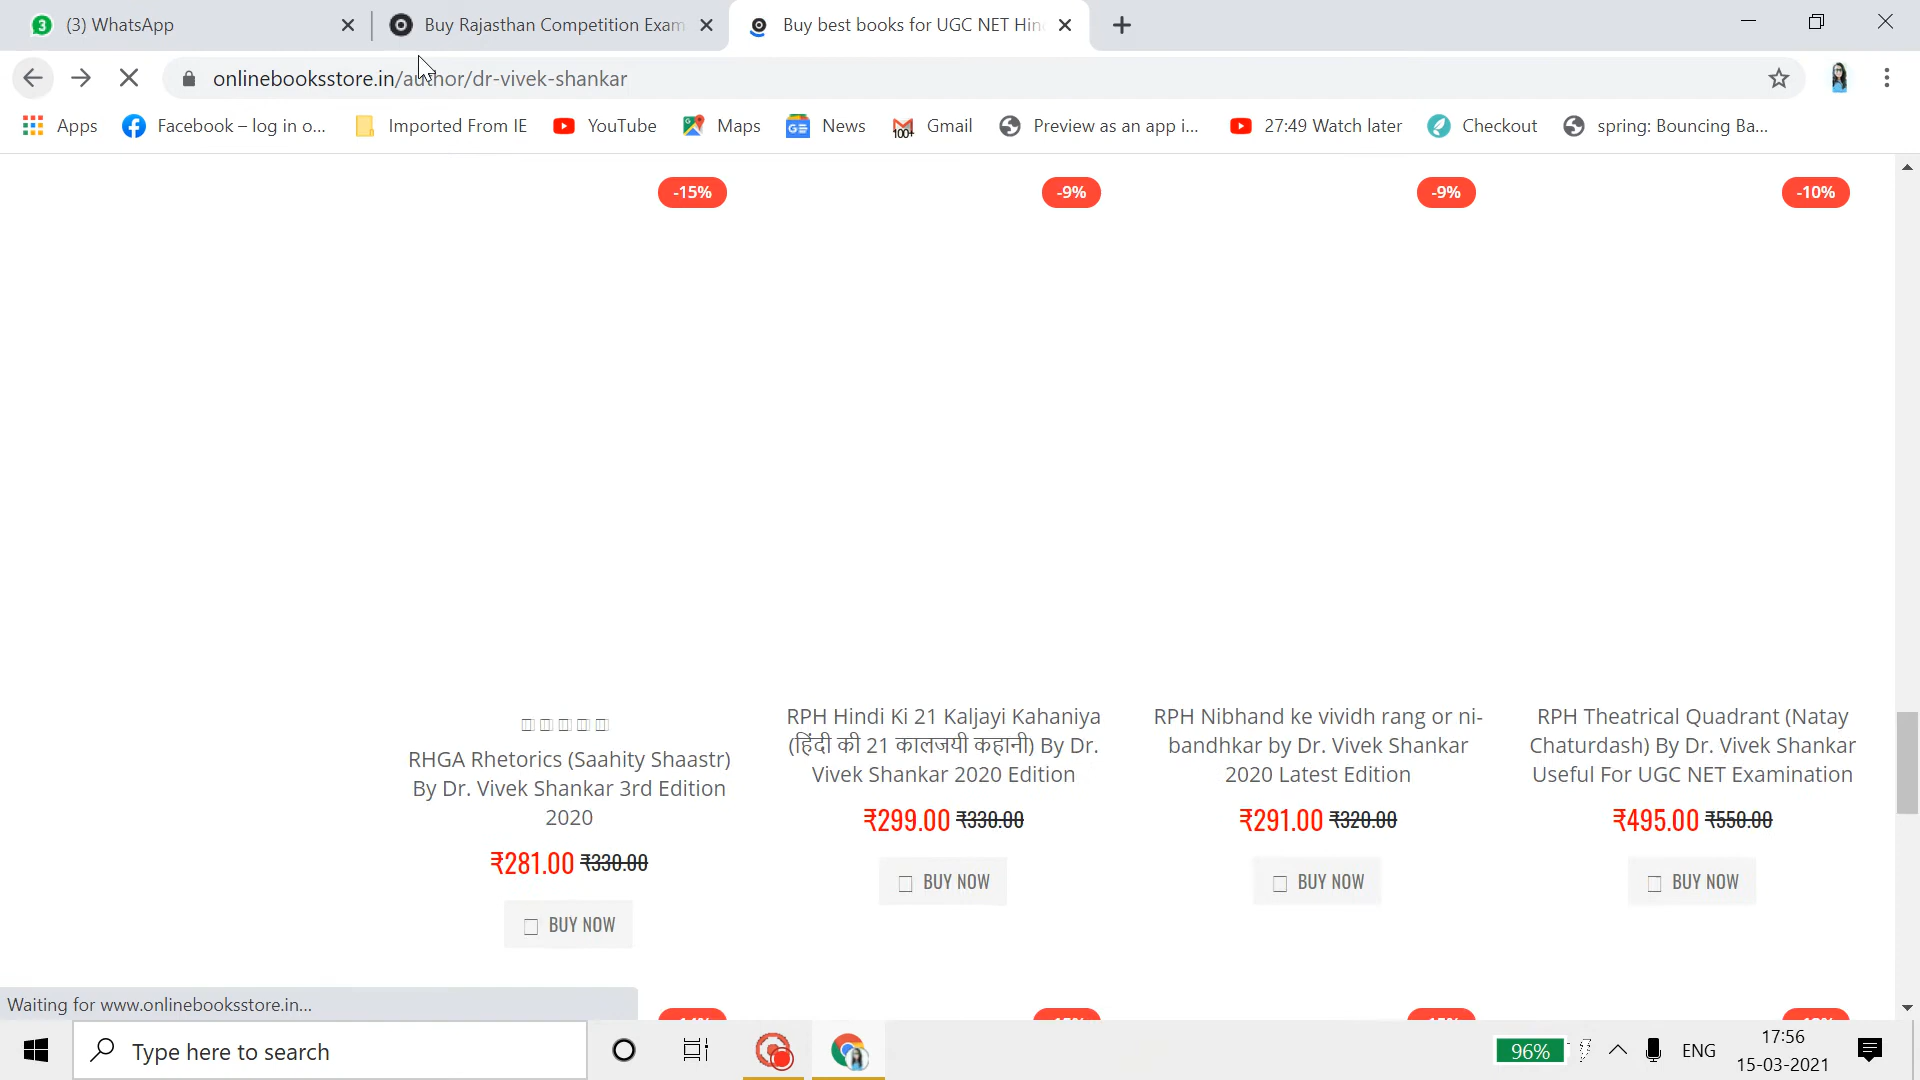 (3) WhatsApp
Buy Rajasthan Competition Exam
Buy best books for UGC NET Hin
onlinebooksstore.in/author/dr-vivek-shankar
Apps
Facebook – log in o...
Imported From IE
YouTube
Maps
News
Gmail
Preview as an app i...
27:49 Watch later
Checkout
spring: Bouncing Ba...
-15%
-9%
-9%
-10%
RHGA Rhetorics (Saahity Shaastr)
By Dr. Vivek Shankar 3rd Edition
2020
₹281.00 ₹330.00
BUY NOW
RPH Hindi Ki 21 Kaljayi Kahaniya
(हिंदी की 21 कालजयी कहानी) By Dr.
Vivek Shankar 2020 Edition
₹299.00 ₹330.00
BUY NOW
RPH Nibhand ke vividh rang or ni-
bandhkar by Dr. Vivek Shankar
2020 Latest Edition
₹291.00 ₹320.00
BUY NOW
RPH Theatrical Quadrant (Natay
Chaturdash) By Dr. Vivek Shankar
Useful For UGC NET Examination
₹495.00 ₹550.00
BUY NOW
Waiting for www.onlinebooksstore.in...
Type here to search
96%
ENG
17:56
15-03-2021